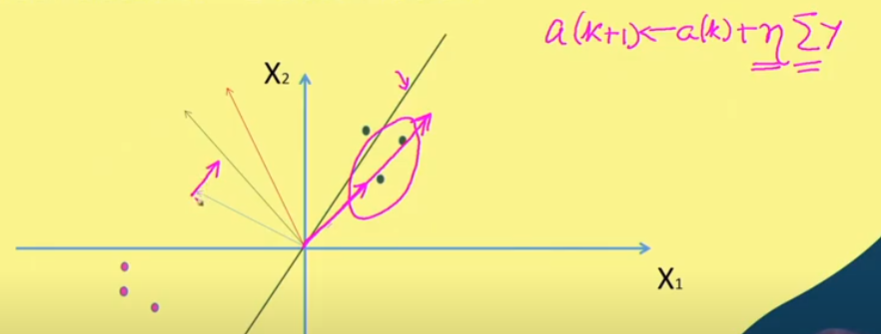 a(k+1)←a(k)+η∑y
X₂
X₁